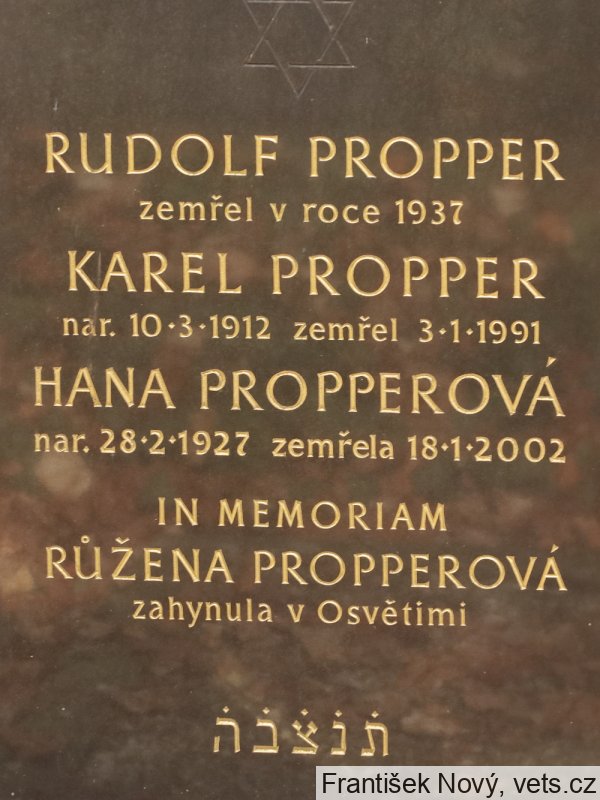 RUDOLF PROPPER
zemřel v roce 1937
KAREL PROPPER
nar. 10·3·1912 zemřel 3·1·1991
HANA PROPPEROVÁ
nar. 28·2·1927 zemřela 18·1·2002
IN MEMORIAM
RŮŽENA PROPPEROVÁ
zahynula v Osvětimi
תׄנׄצׄבׄהׄ
František Nový, vets.cz